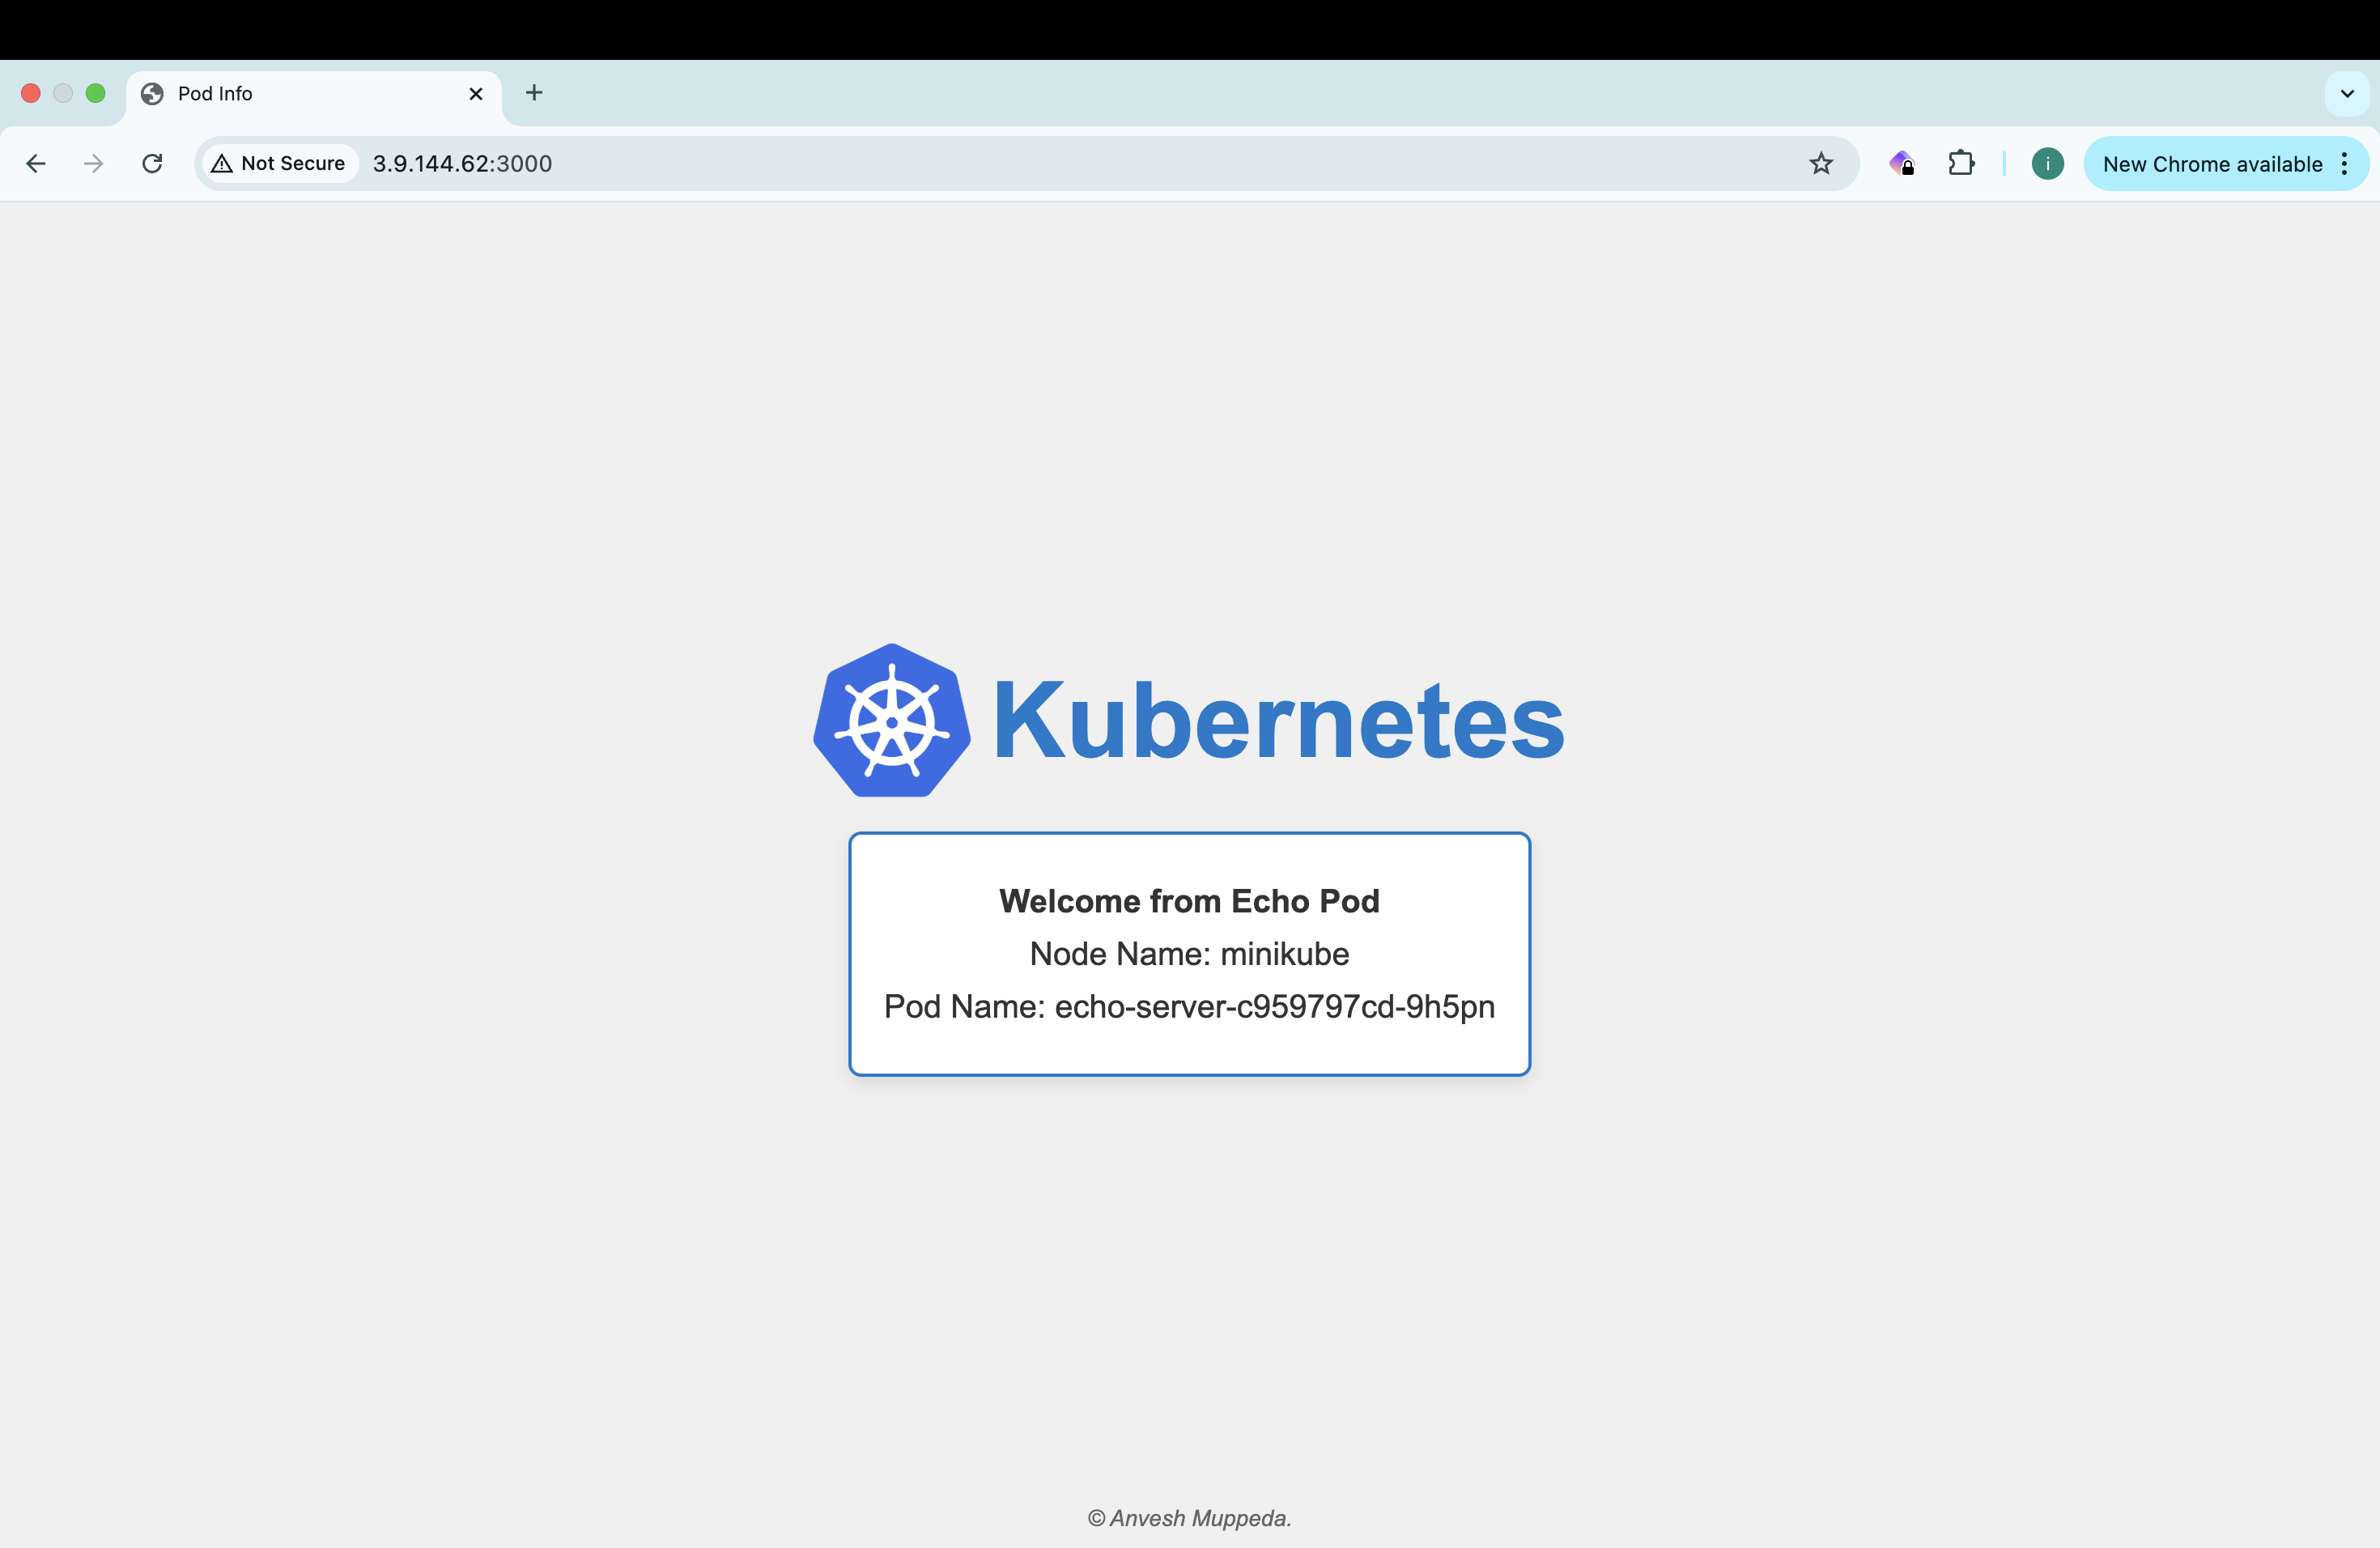 Pod Info
Not Secure
3.9.144.62:3000
i
New Chrome available
Kubernetes
Welcome from Echo Pod
Node Name: minikube
Pod Name: echo-server-c959797cd-9h5pn
© Anvesh Muppeda.